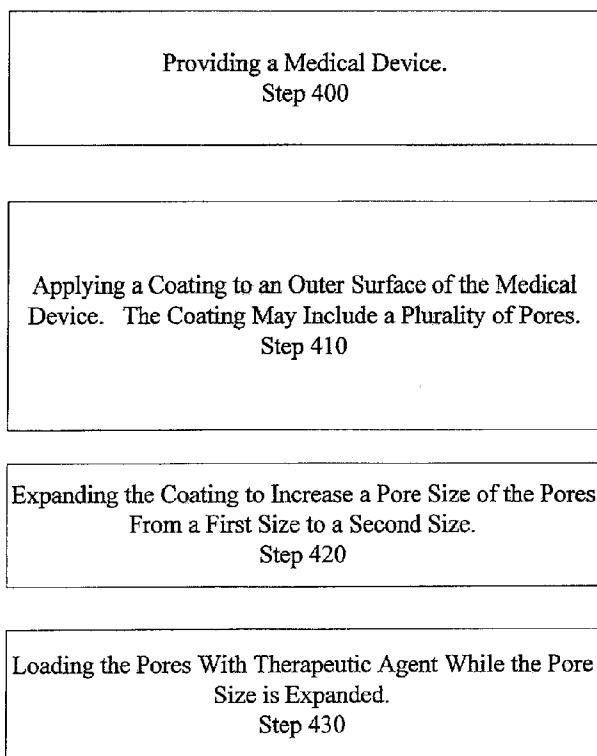 Providing a Medical Device.
Step 400
Applying a Coating to an Outer Surface of the Medical
Device. The Coating May Include a Plurality of Pores.
Step 410
Expanding the Coating to Increase a Pore Size of the Pores
From a First Size to a Second Size.
Step 420
Loading the Pores With Therapeutic Agent While the Pore
Size is Expanded.
Step 430